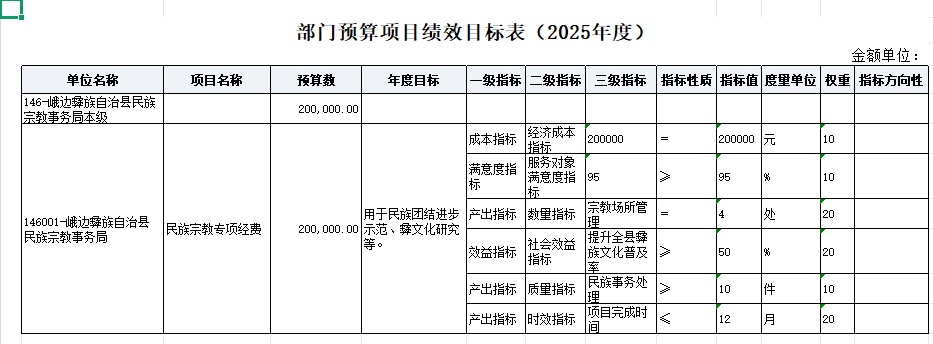 部门预算项目绩效目标表（2025年度）
金额单位：
单位名称 项目名称 预算数 年度目标 一级指标 二级指标 三级指标 指标性质 指标值 度量单位 权重 指标方向性
146-峨边彝族自治县民族
宗教事务局本级
200,000.00
146001-峨边彝族自治县
民族宗教事务局
民族宗教专项经费
200,000.00
用于民族团结进步
示范、彝文化研究
等。
成本指标
经济成本
指标
200000 = 200000 元 10
满意度指
标
服务对象
满意度指
标
95 ≥ 95 % 10
产出指标 数量指标
宗教场所管
理
= 4 处 20
效益指标
社会效益
指标
提升全县彝
族文化普及
率
≥ 50 % 20
产出指标 质量指标
民族事务处
理
≥ 10 件 10
产出指标 时效指标
项目完成时
间
≤ 12 月 20